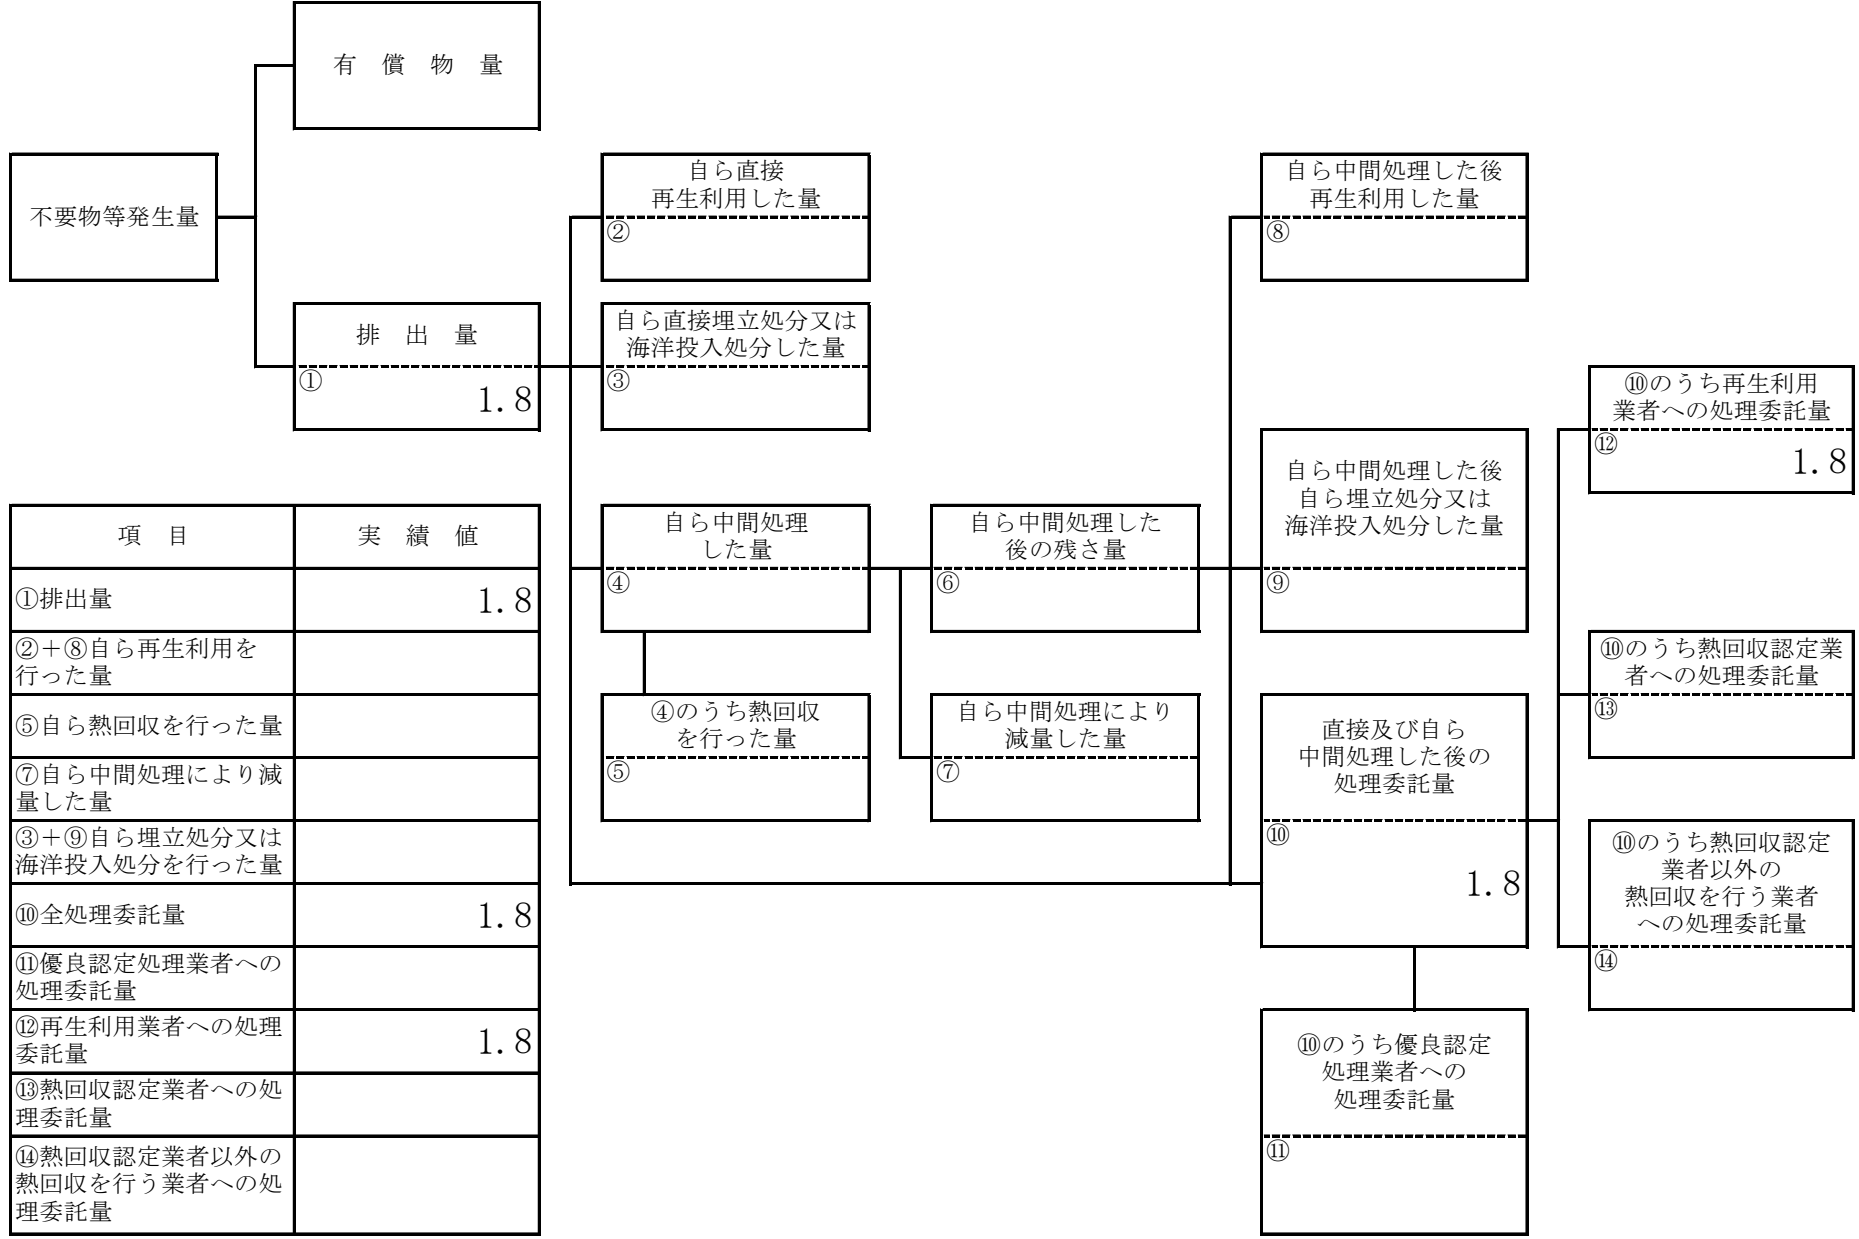 有　償　物　量
不要物等発生量
排　出　量
①
1.8
自ら直接
再生利用した量
②
自ら直接埋立処分又は
海洋投入処分した量
③
自ら中間処理
した量
④
④のうち熱回収
を行った量
⑤
自ら中間処理した
後の残さ量
⑥
自ら中間処理により
減量した量
⑦
自ら中間処理した後
再生利用した量
⑧
自ら中間処理した後
自ら埋立処分又は
海洋投入処分した量
⑨
直接及び自ら
中間処理した後の
処理委託量
⑩
1.8
⑩のうち優良認定
処理業者への
処理委託量
⑪
⑩のうち再生利用
業者への処理委託量
⑫
1.8
⑩のうち熱回収認定業
者への処理委託量
⑬
⑩のうち熱回収認定
業者以外の
熱回収を行う業者
への処理委託量
⑭
項　目　実　績　値
①排出量　1.8
②＋⑧自ら再生利用を
行った量
⑤自ら熱回収を行った量
⑦自ら中間処理により減
量した量
③＋⑨自ら埋立処分又は
海洋投入処分を行った量
⑩全処理委託量　1.8
⑪優良認定処理業者への
処理委託量
⑫再生利用業者への処理
委託量　1.8
⑬熱回収認定業者への処
理委託量
⑭熱回収認定業者以外の
熱回収を行う業者への処
理委託量